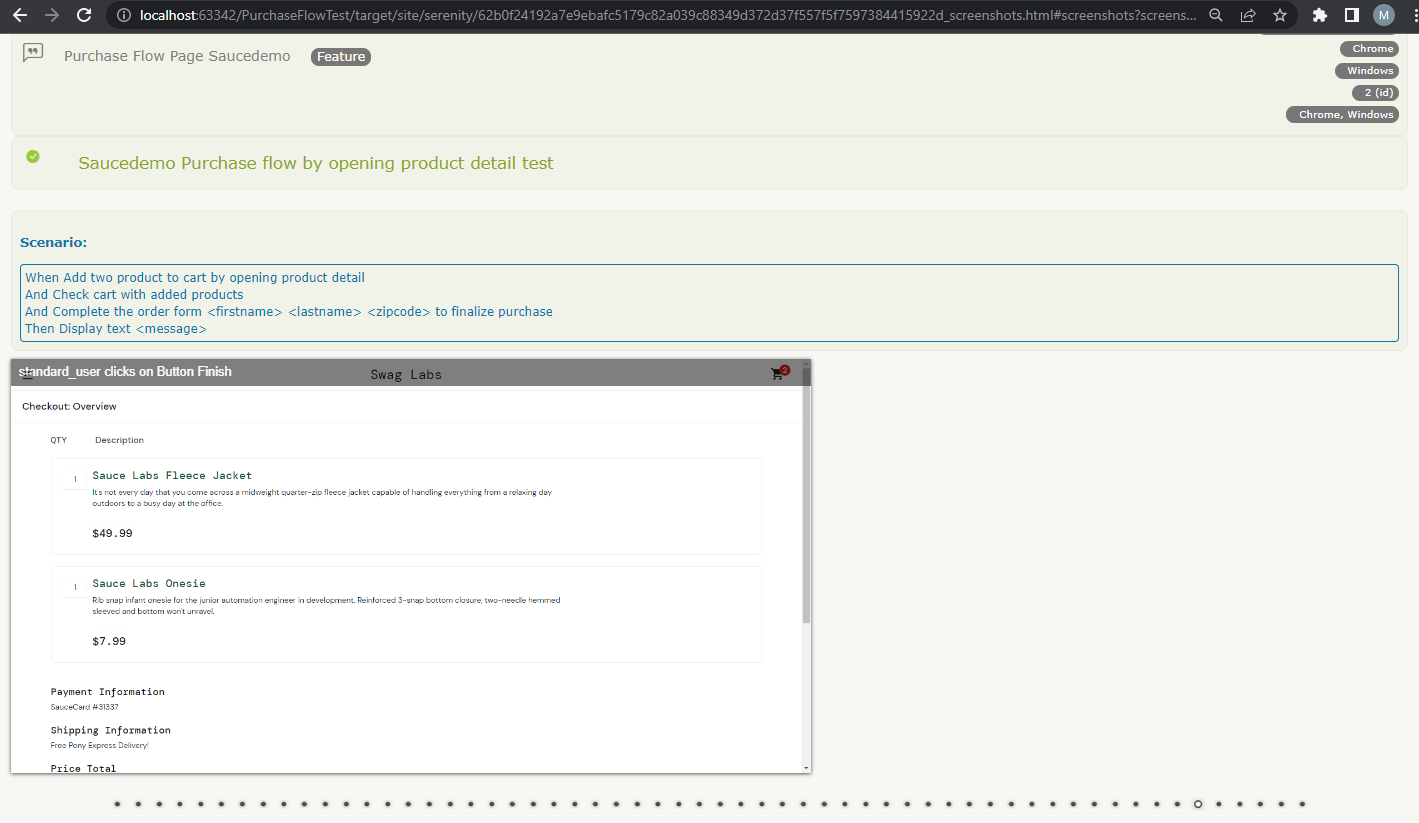 localhost:63342/PurchaseFlowTest/target/site/serenity/62b0f24192a7e9ebafc5179c82a039c88349d372d37f557f5f7597384415922d_screenshots.html#screenshots?screens...
M
Purchase Flow Page Saucedemo
Feature
Chrome
Windows
2 (id)
Chrome, Windows
Saucedemo Purchase flow by opening product detail test
Scenario:
When Add two product to cart by opening product detail
And Check cart with added products
And Complete the order form <firstname> <lastname> <zipcode> to finalize purchase
Then Display text <message>
standard_user clicks on Button Finish
Swag Labs
2
Checkout: Overview
QTY Description
1
Sauce Labs Fleece Jacket
It's not every day that you come across a midweight quarter-zip fleece jacket capable of handling everything from a relaxing day
outdoors to a busy day at the office.
$49.99
1
Sauce Labs Onesie
Rib snap infant onesie for the junior automation engineer in development. Reinforced 3-snap bottom closure, two-needle hemmed
sleeved and bottom won't unravel.
$7.99
Payment Information
SauceCard #31337
Shipping Information
Free Pony Express Delivery!
Price Total